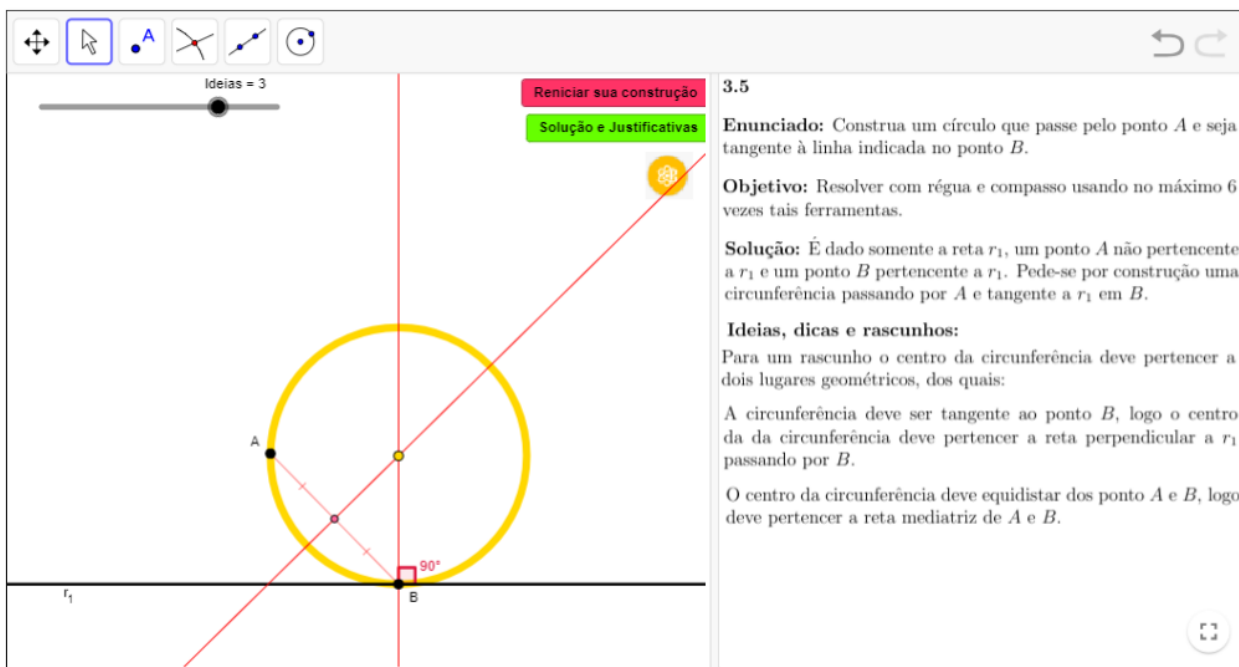 A
Ideias = 3
Reniciar sua construção
Solução e Justificativas
A
90°
B
r₁
3.5
Enunciado: Construa um círculo que passe pelo ponto A e seja
tangente à linha indicada no ponto B.
Objetivo: Resolver com régua e compasso usando no máximo 6
vezes tais ferramentas.
Solução: É dado somente a reta r₁, um ponto A não pertencente
a r₁ e um ponto B pertencente a r₁. Pede-se por construção uma
circunferência passando por A e tangente a r₁ em B.
Ideias, dicas e rascunhos:
Para um rascunho o centro da circunferência deve pertencer a
dois lugares geométricos, dos quais:
A circunferência deve ser tangente ao ponto B, logo o centro
da da circunferência deve pertencer a reta perpendicular a r₁
passando por B.
O centro da circunferência deve equidistar dos ponto A e B, logo
deve pertencer a reta mediatriz de A e B.